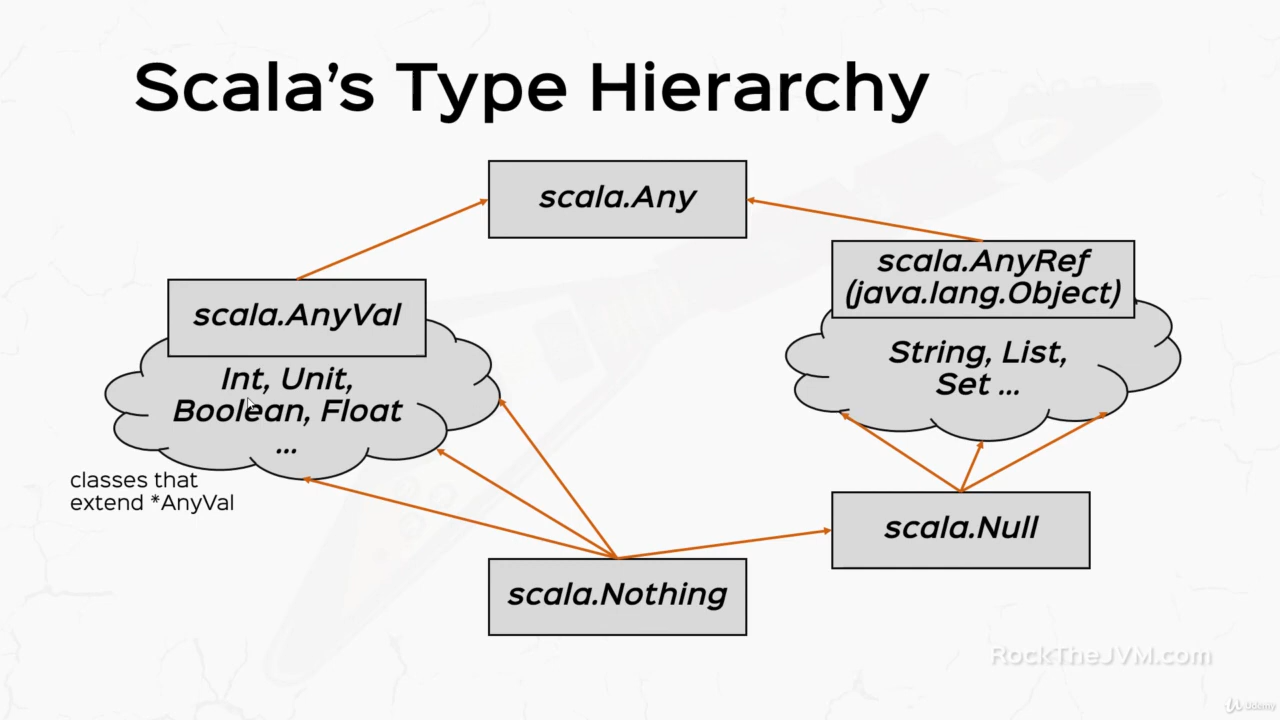 Scala’s Type Hierarchy
scala.Any
scala.AnyVal
Int, Unit,
Boolean, Float
...
classes that
extend *AnyVal
scala.AnyRef
(java.lang.Object)
String, List,
Set ...
scala.Null
scala.Nothing
RockTheJVM.com
Udemy